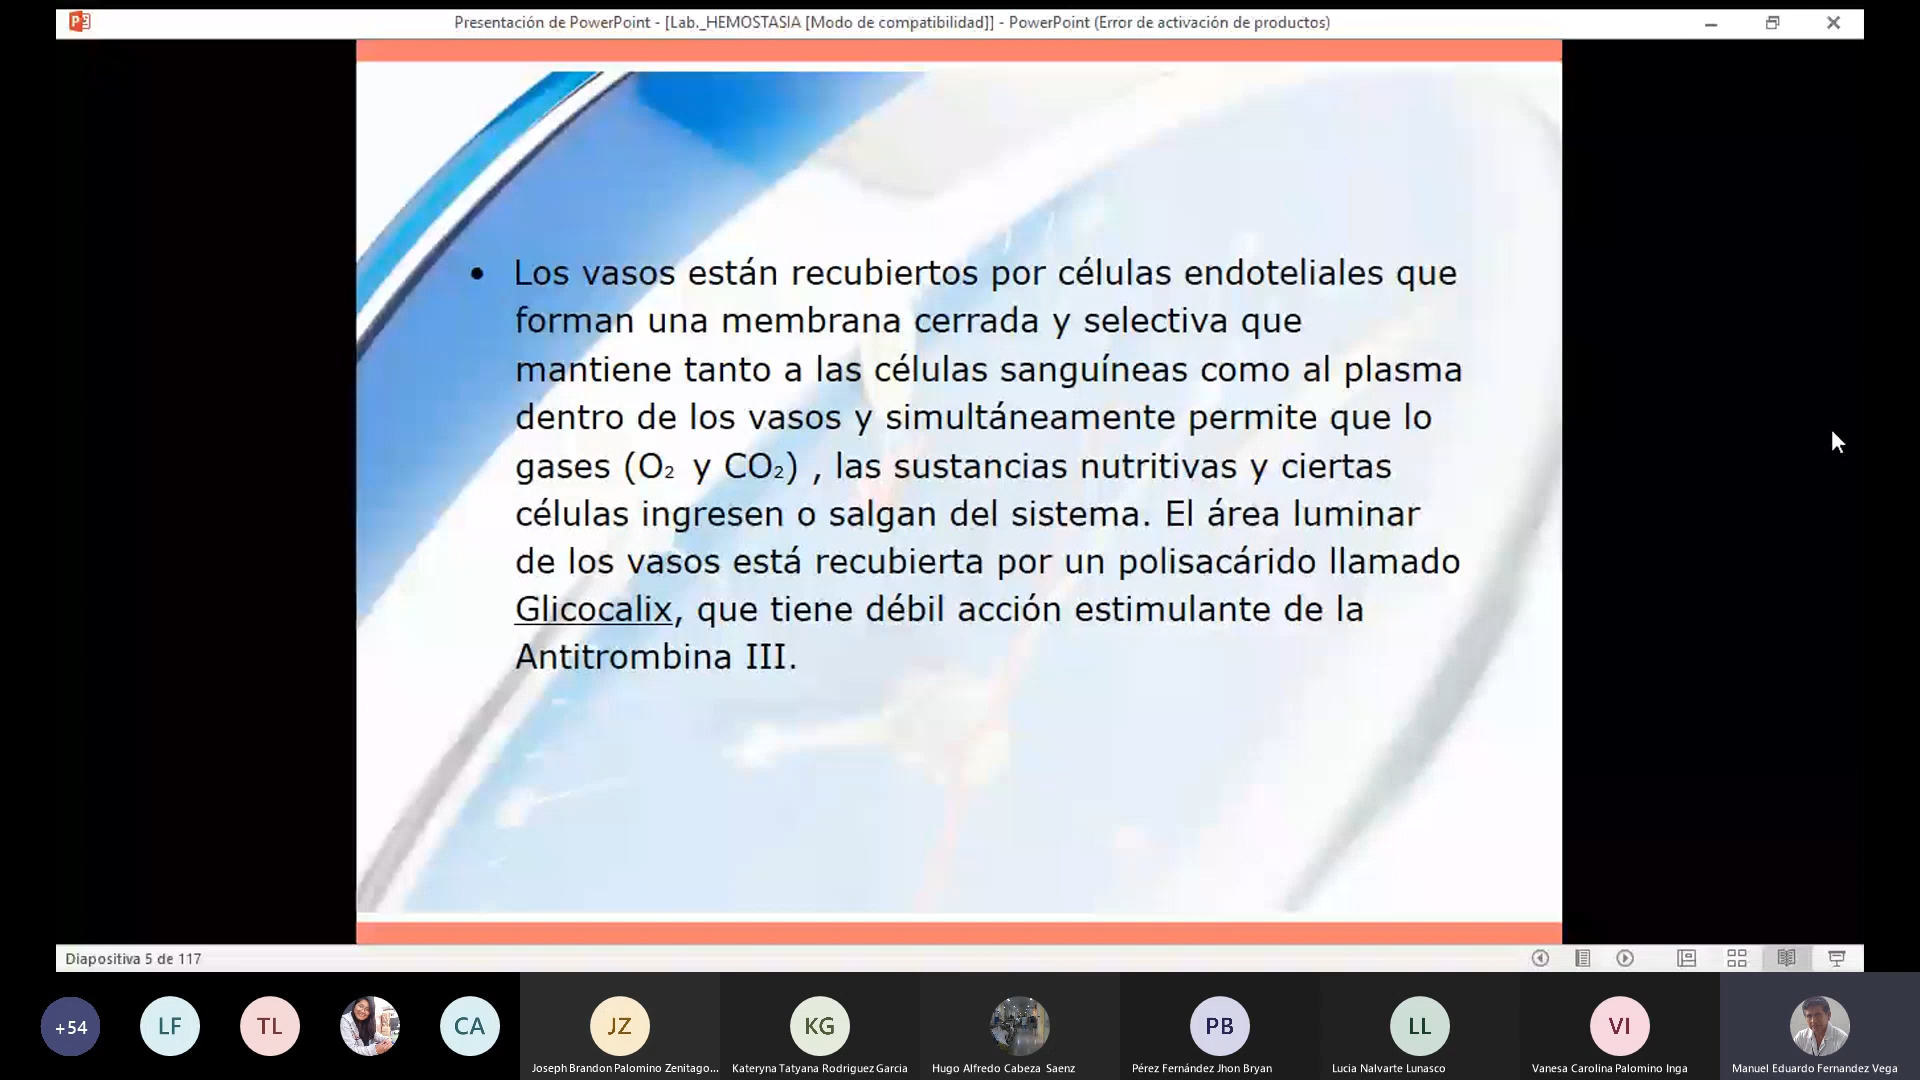 Presentación de PowerPoint - [Lab._HEMOSTASIA [Modo de compatibilidad]] - PowerPoint (Error de activación de productos)
• Los vasos están recubiertos por células endoteliales que
forman una membrana cerrada y selectiva que
mantiene tanto a las células sanguíneas como al plasma
dentro de los vasos y simultáneamente permite que lo
gases (O₂ y CO₂) , las sustancias nutritivas y ciertas
células ingresen o salgan del sistema. El área luminar
de los vasos está recubierta por un polisacárido llamado
Glicocalix, que tiene débil acción estimulante de la
Antitrombina III.
Diapositiva 5 de 117
+54 LF TL CA JZ KG PB LL VI
Joseph Brandon Palomino Zenitago... Kateryna Tatyana Rodriguez Garcia Hugo Alfredo Cabeza Saenz Pérez Fernández Jhon Bryan Lucia Nalvarte Lunasco Vanesa Carolina Palomino Inga Manuel Eduardo Fernandez Vega